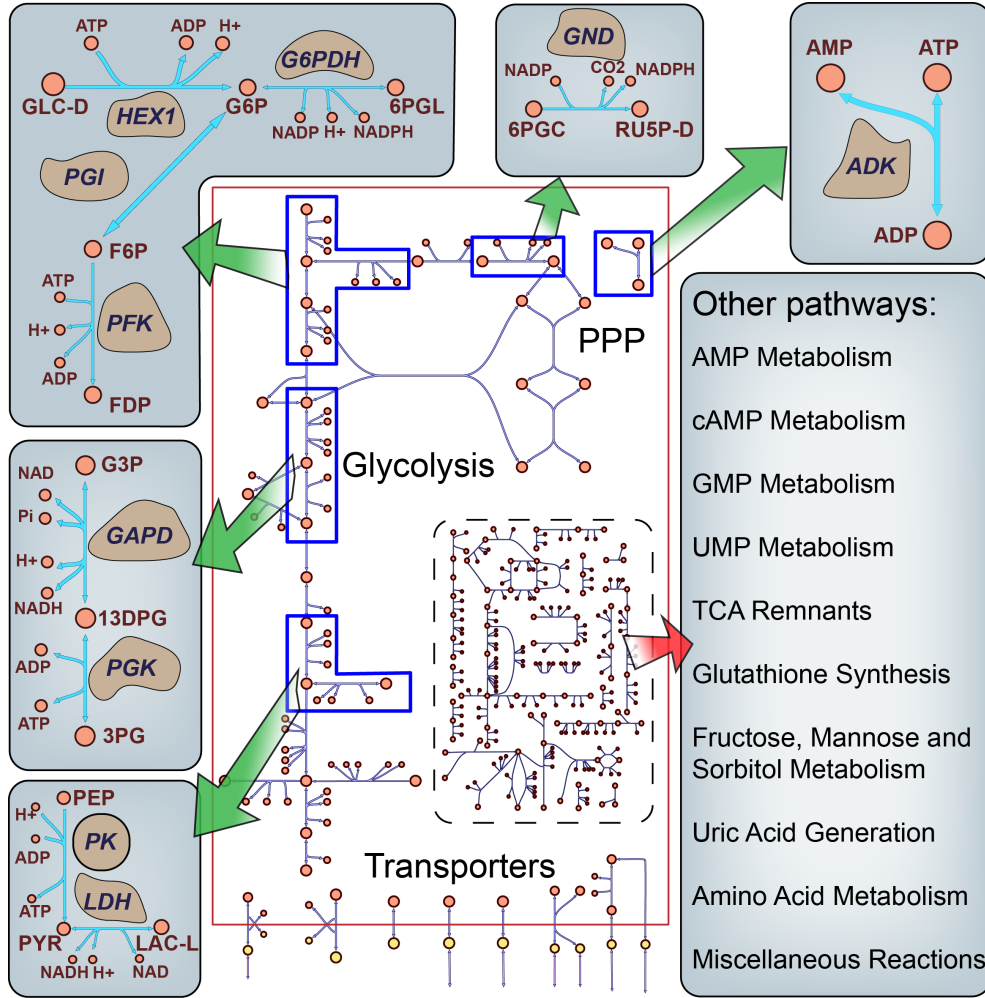 ATP
ADP
H+
GLC-D
HEX1
G6P
G6PDH
6PGL
NADP
H+
NADPH
PGI
F6P
ATP
H+
PFK
ADP
FDP
GND
NADP
CO2
NADPH
6PGC
RU5P-D
AMP
ATP
ADK
ADP
PPP
Glycolysis
Transporters
G3P
NAD
Pi
GAPD
H+
NADH
13DPG
ADP
PGK
ATP
3PG
PEP
H+
PK
ADP
LDH
ATP
PYR
LAC-L
NADH
H+
NAD
Other pathways:
AMP Metabolism
cAMP Metabolism
GMP Metabolism
UMP Metabolism
TCA Remnants
Glutathione Synthesis
Fructose, Mannose and
Sorbitol Metabolism
Uric Acid Generation
Amino Acid Metabolism
Miscellaneous Reactions